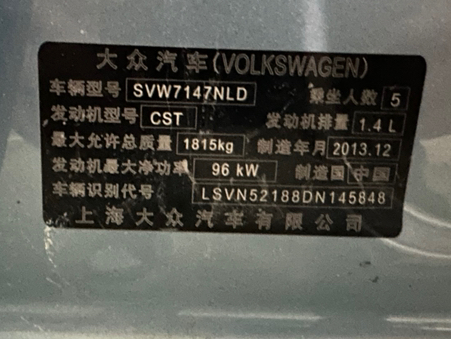 大众汽车(VOLKSWAGEN)
车辆型号 SVW7147NLD 乘坐人数 5
发动机型号 CST 发动机排量 1.4 L
最大允许总质量 1815kg 制造年月 2013.12
发动机最大净功率 96 kW 制造国 中国
车辆识别代号 LSVN52188DN145848
上海大众汽车有限公司